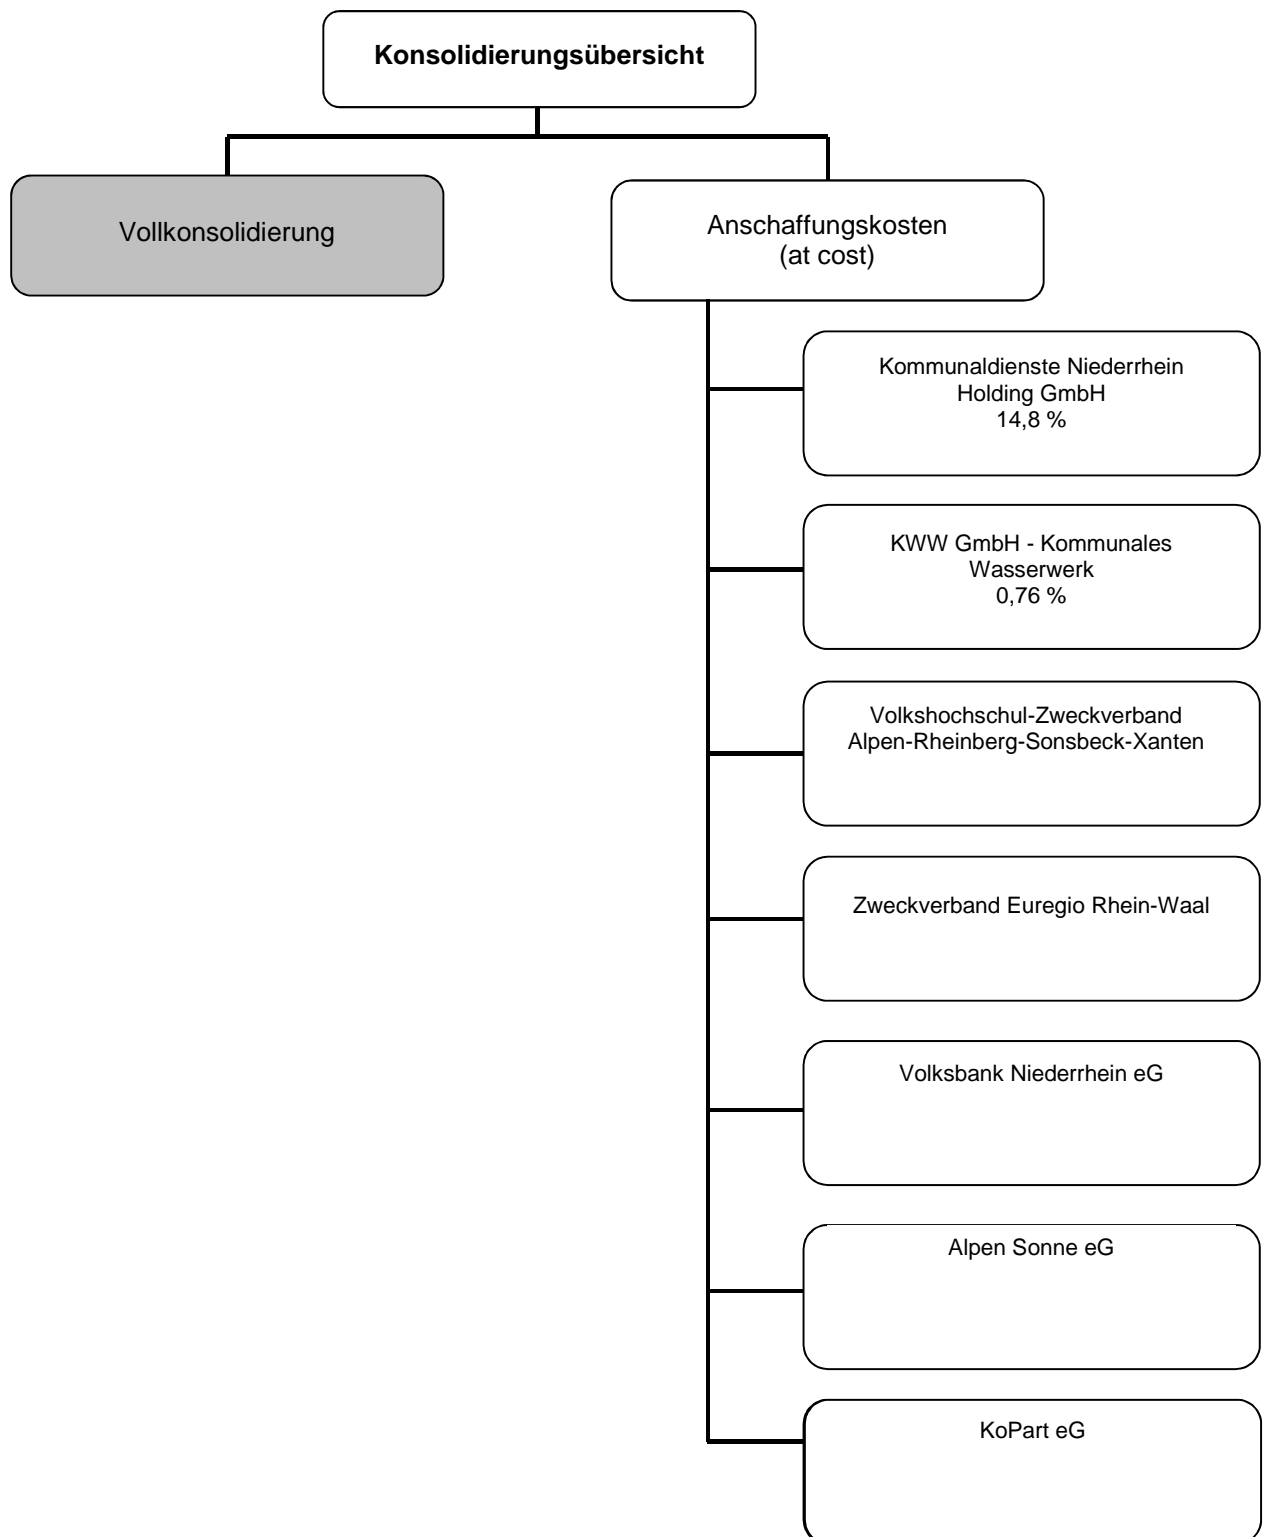 Konsolidierungsübersicht
Vollkonsolidierung
Anschaffungskosten
(at cost)
Kommunaldienste Niederrhein
Holding GmbH
14,8 %
KWW GmbH - Kommunales
Wasserwerk
0,76 %
Volkshochschul-Zweckverband
Alpen-Rheinberg-Sonsbeck-Xanten
Zweckverband Euregio Rhein-Waal
Volksbank Niederrhein eG
Alpen Sonne eG
KoPart eG